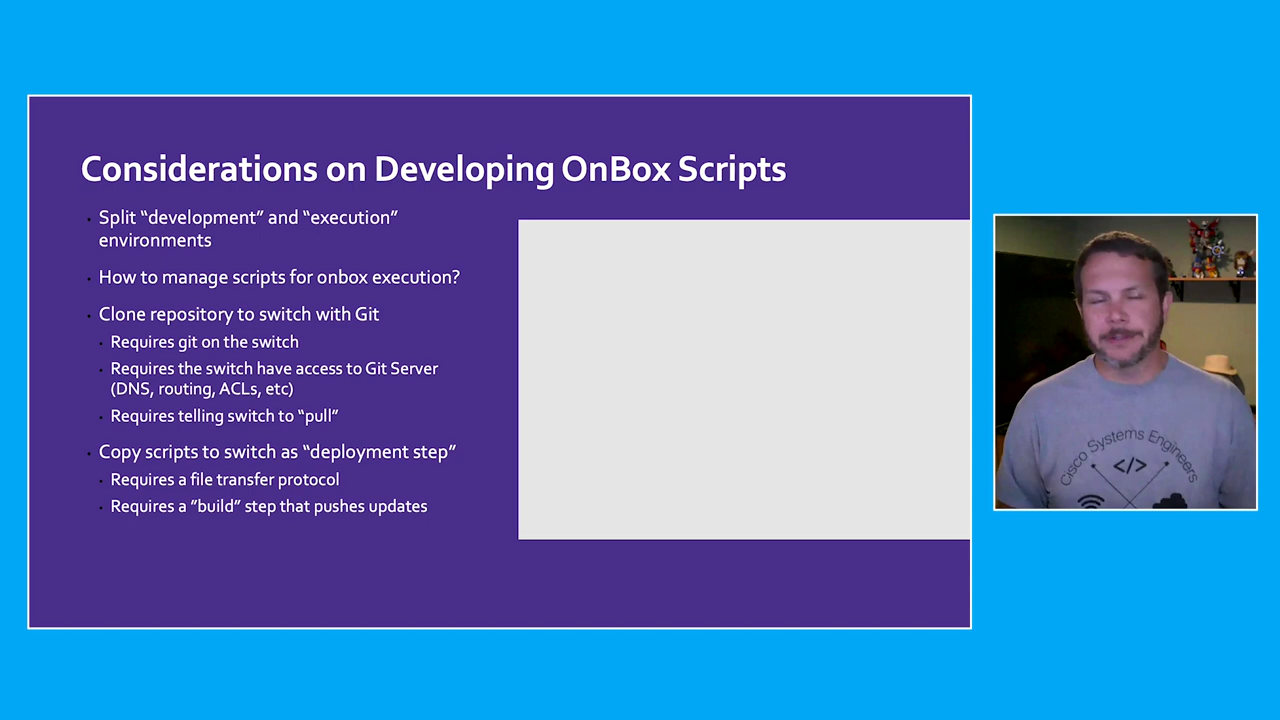 Considerations on Developing OnBox Scripts
Split “development” and “execution”
environments
How to manage scripts for onbox execution?
Clone repository to switch with Git
Requires git on the switch
Requires the switch have access to Git Server
(DNS, routing, ACLs, etc)
Requires telling switch to “pull”
Copy scripts to switch as “deployment step”
Requires a file transfer protocol
Requires a ”build” step that pushes updates
Cisco Systems Engineers
</>